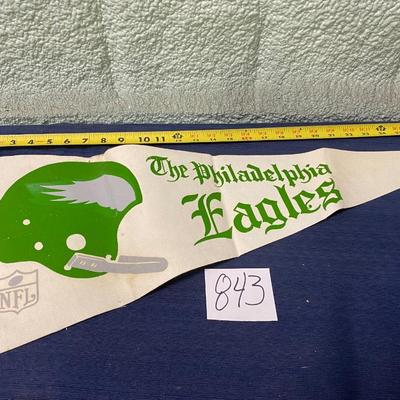 3 4 5 6 7 8 9 10 11
The Philadelphia
Eagles
NFL
843